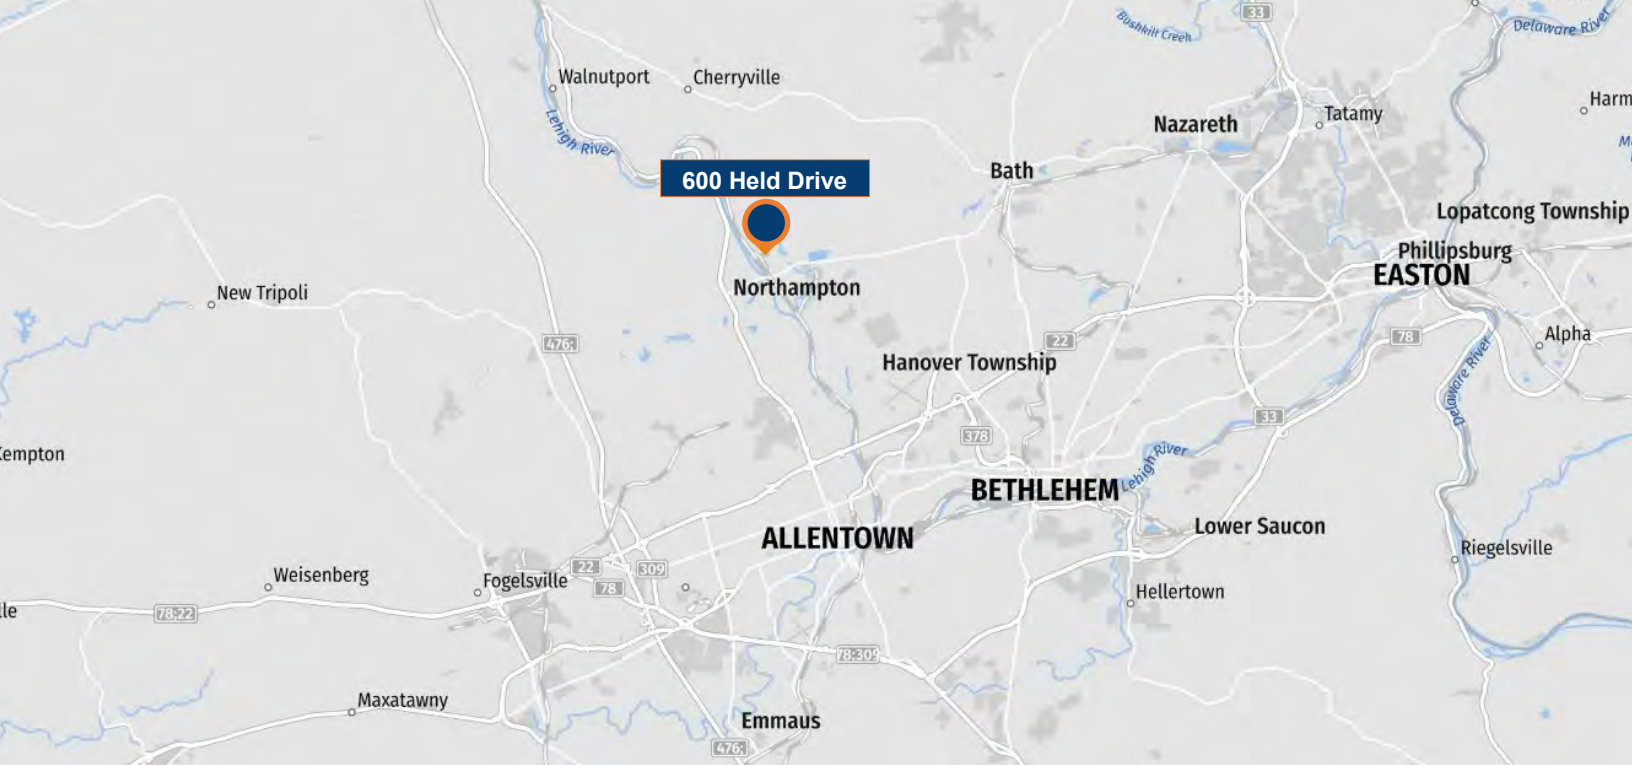 33
Bushkill Creek
Delaware River
Walnutport
Cherryville
Harm
Tatamy
Nazareth
Lehigh River
Bath
600 Held Drive
Lopatcong Township
Phillipsburg
EASTON
Northampton
New Tripoli
476;
22
78
Alpha
Hanover Township
Delaware River
33
378
Kempton
Lehigh River
BETHLEHEM
Lower Saucon
ALLENTOWN
Riegelsville
22
309
Weisenberg
Fogelsville
78
Hellertown
lle
78;22
78;309
Maxatawny
Emmaus
476;